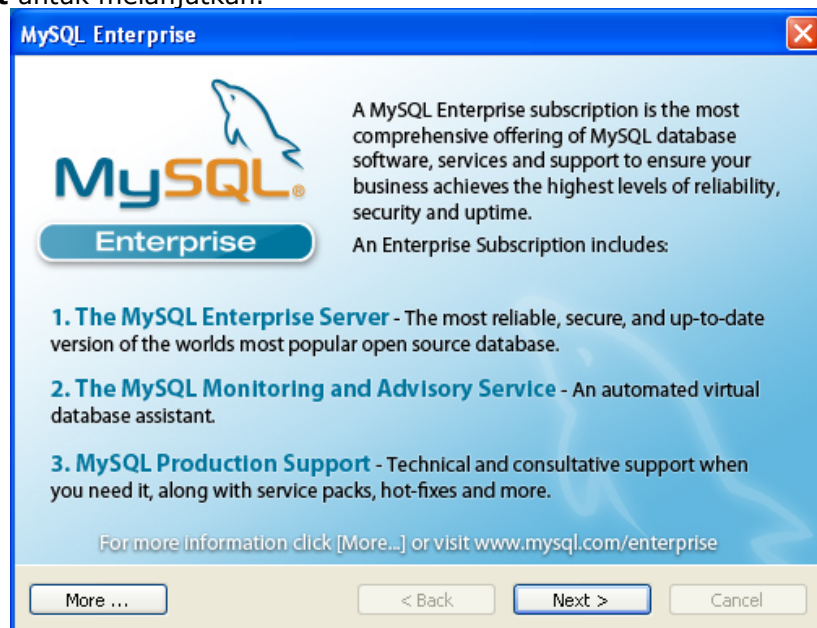 t untuk melanjutkan.
MySQL Enterprise
MySQL®
Enterprise
A MySQL Enterprise subscription is the most
comprehensive offering of MySQL database
software, services and support to ensure your
business achieves the highest levels of reliability,
security and uptime.
An Enterprise Subscription includes:
1. The MySQL Enterprise Server - The most reliable, secure, and up-to-date
version of the worlds most popular open source database.
2. The MySQL Monitoring and Advisory Service - An automated virtual
database assistant.
3. MySQL Production Support - Technical and consultative support when
you need it, along with service packs, hot-fixes and more.
For more information click [More...] or visit www.mysql.com/enterprise
More ...
< Back
Next >
Cancel